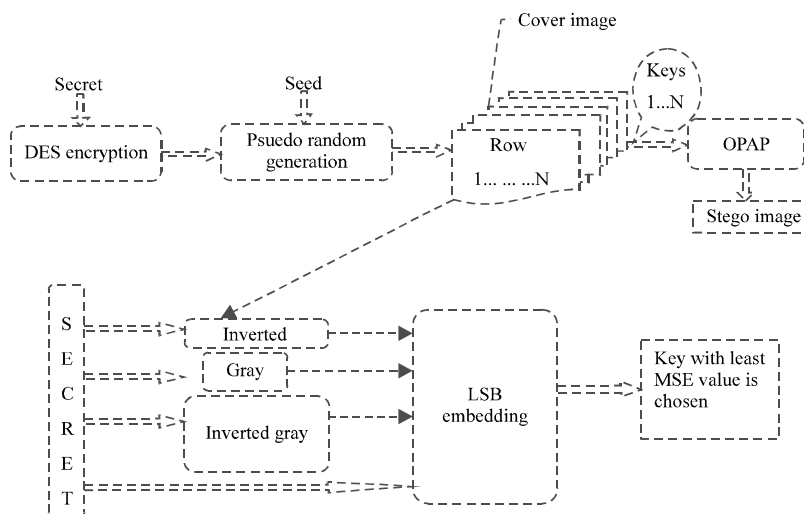 Cover image
Secret
Seed
Keys
1...N
DES encryption
Psuedo random
generation
Row
1... ... ...N
OPAP
Stego image
S
E
C
R
E
T
Inverted
Gray
Inverted gray
LSB
embedding
Key with least
MSE value is
chosen